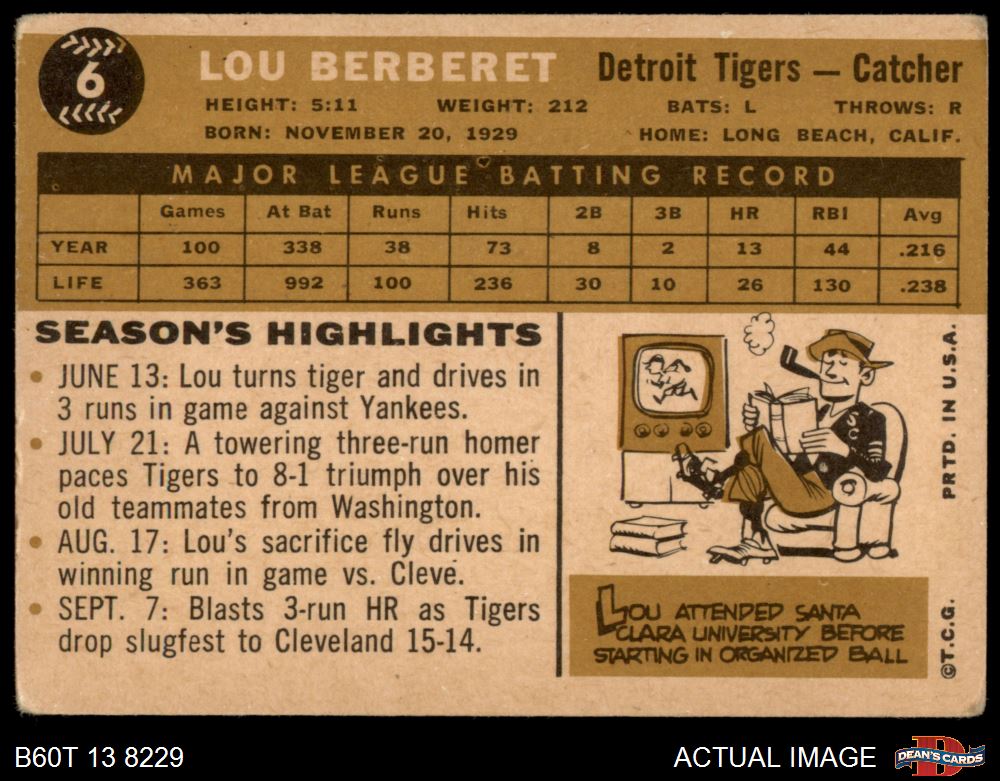 6
LOU BERBERET Detroit Tigers — Catcher
HEIGHT: 5:11 WEIGHT: 212 BATS: L THROWS: R
BORN: NOVEMBER 20, 1929 HOME: LONG BEACH, CALIF.
MAJOR LEAGUE BATTING RECORD
Games At Bat Runs Hits 2B 3B HR RBI Avg
YEAR 100 338 38 73 8 2 13 44 .216
LIFE 363 992 100 236 30 10 26 130 .238
SEASON'S HIGHLIGHTS
• JUNE 13: Lou turns tiger and drives in
3 runs in game against Yankees.
• JULY 21: A towering three-run homer
paces Tigers to 8-1 triumph over his
old teammates from Washington.
• AUG. 17: Lou's sacrifice fly drives in
winning run in game vs. Cleve.
• SEPT. 7: Blasts 3-run HR as Tigers
drop slugfest to Cleveland 15-14.
SC
LOU ATTENDED SANTA
CLARA UNIVERSITY BEFORE
STARTING IN ORGANIZED BALL
PRTD. IN U.S.A.
©T.C.G.
B60T 13 8229
ACTUAL IMAGE
D
DEAN'S CARDS